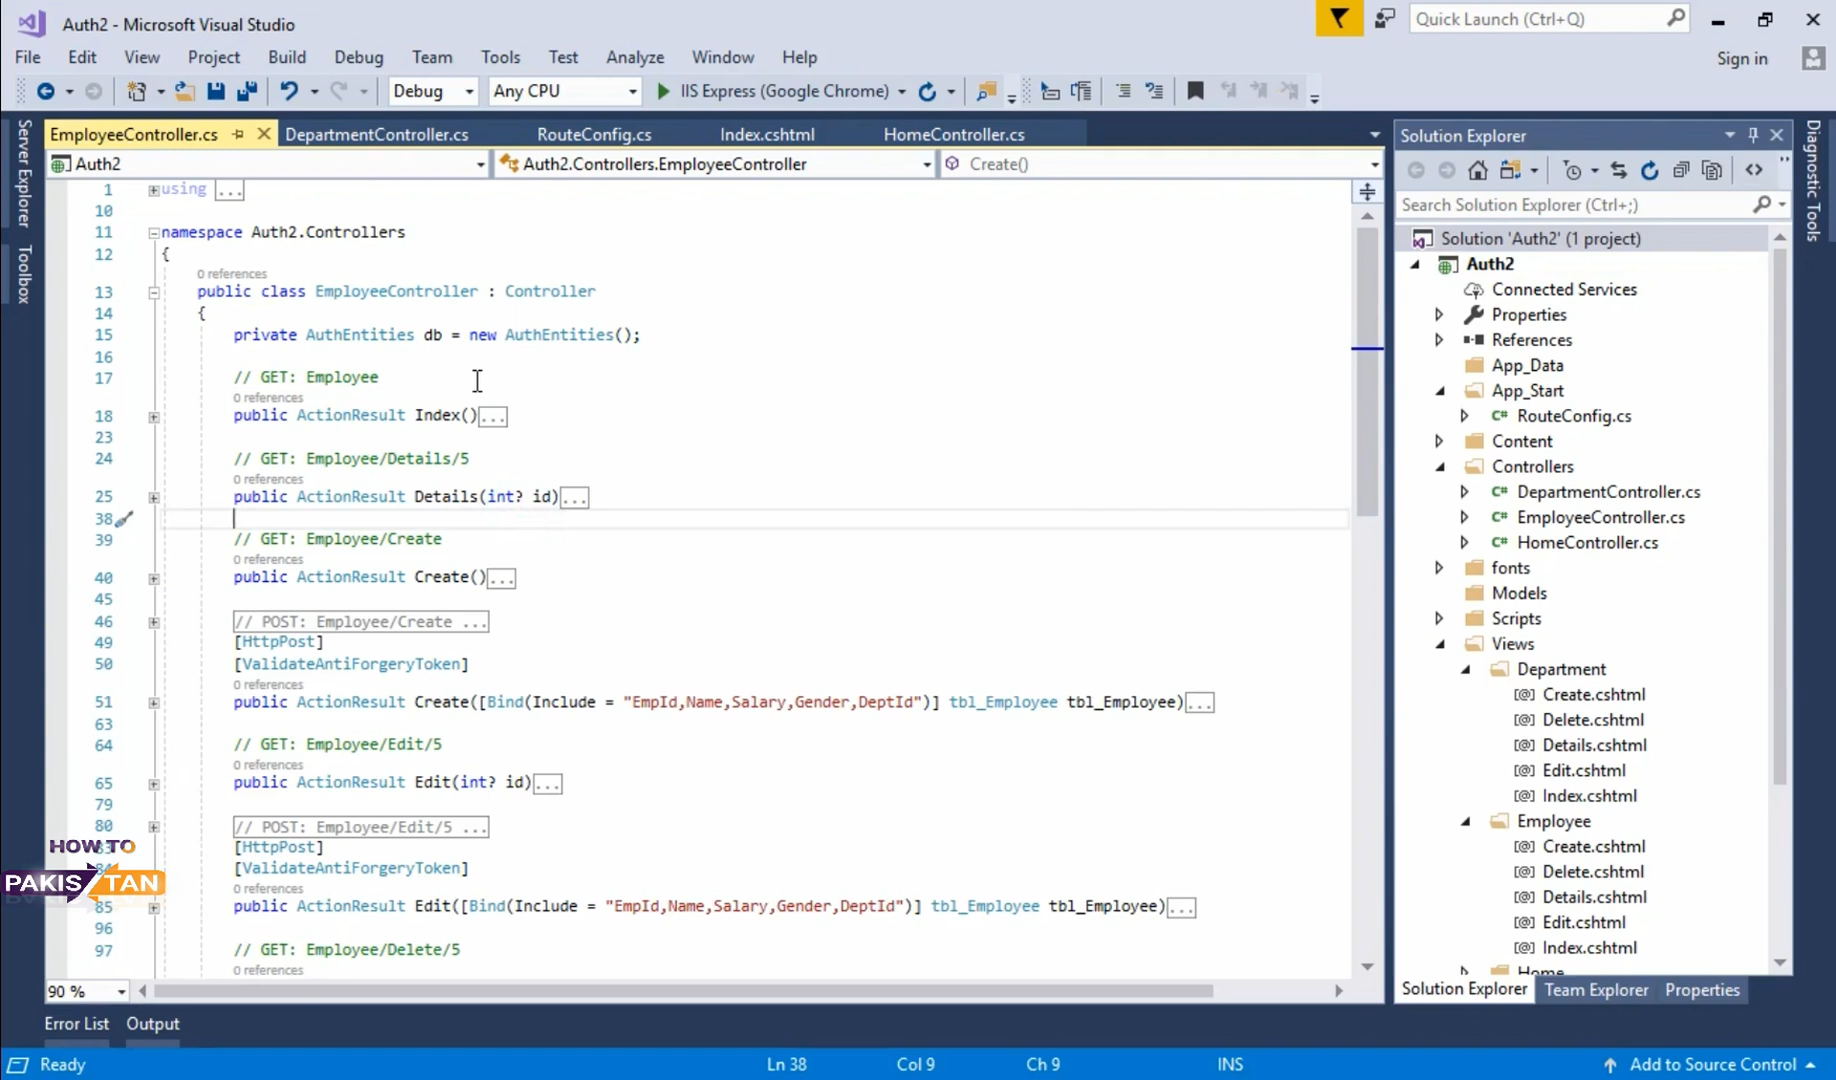 Auth2 - Microsoft Visual Studio
Quick Launch (Ctrl+Q)
File Edit View Project Build Debug Team Tools Test Analyze Window Help
Sign in
Debug Any CPU IIS Express (Google Chrome)
Server Explorer
Toolbox
EmployeeController.cs DepartmentController.cs RouteConfig.cs Index.cshtml HomeController.cs
Auth2 Auth2.Controllers.EmployeeController Create()
1 using ...
10
11 namespace Auth2.Controllers
12 {
0 references
13 public class EmployeeController : Controller
14 {
15 private AuthEntities db = new AuthEntities();
16
17 // GET: Employee
0 references
18 public ActionResult Index()...
23
24 // GET: Employee/Details/5
0 references
25 public ActionResult Details(int? id)...
38
39 // GET: Employee/Create
0 references
40 public ActionResult Create()...
45
46 // POST: Employee/Create ...
49 [HttpPost]
50 [ValidateAntiForgeryToken]
0 references
51 public ActionResult Create([Bind(Include = "EmpId,Name,Salary,Gender,DeptId")] tbl_Employee tbl_Employee)...
63
64 // GET: Employee/Edit/5
0 references
65 public ActionResult Edit(int? id)...
79
80 // POST: Employee/Edit/5 ...
[HttpPost]
[ValidateAntiForgeryToken]
0 references
85 public ActionResult Edit([Bind(Include = "EmpId,Name,Salary,Gender,DeptId")] tbl_Employee tbl_Employee)...
96
97 // GET: Employee/Delete/5
0 references
HOW TO
PAKISTAN
90 %
Error List Output
Ready Ln 38 Col 9 Ch 9 INS Add to Source Control
Solution Explorer
Search Solution Explorer (Ctrl+;)
Solution 'Auth2' (1 project)
Auth2
Connected Services
Properties
References
App_Data
App_Start
C# RouteConfig.cs
Content
Controllers
C# DepartmentController.cs
C# EmployeeController.cs
C# HomeController.cs
fonts
Models
Scripts
Views
Department
[@] Create.cshtml
[@] Delete.cshtml
[@] Details.cshtml
[@] Edit.cshtml
[@] Index.cshtml
Employee
[@] Create.cshtml
[@] Delete.cshtml
[@] Details.cshtml
[@] Edit.cshtml
[@] Index.cshtml
Home
Solution Explorer Team Explorer Properties
Diagnostic Tools